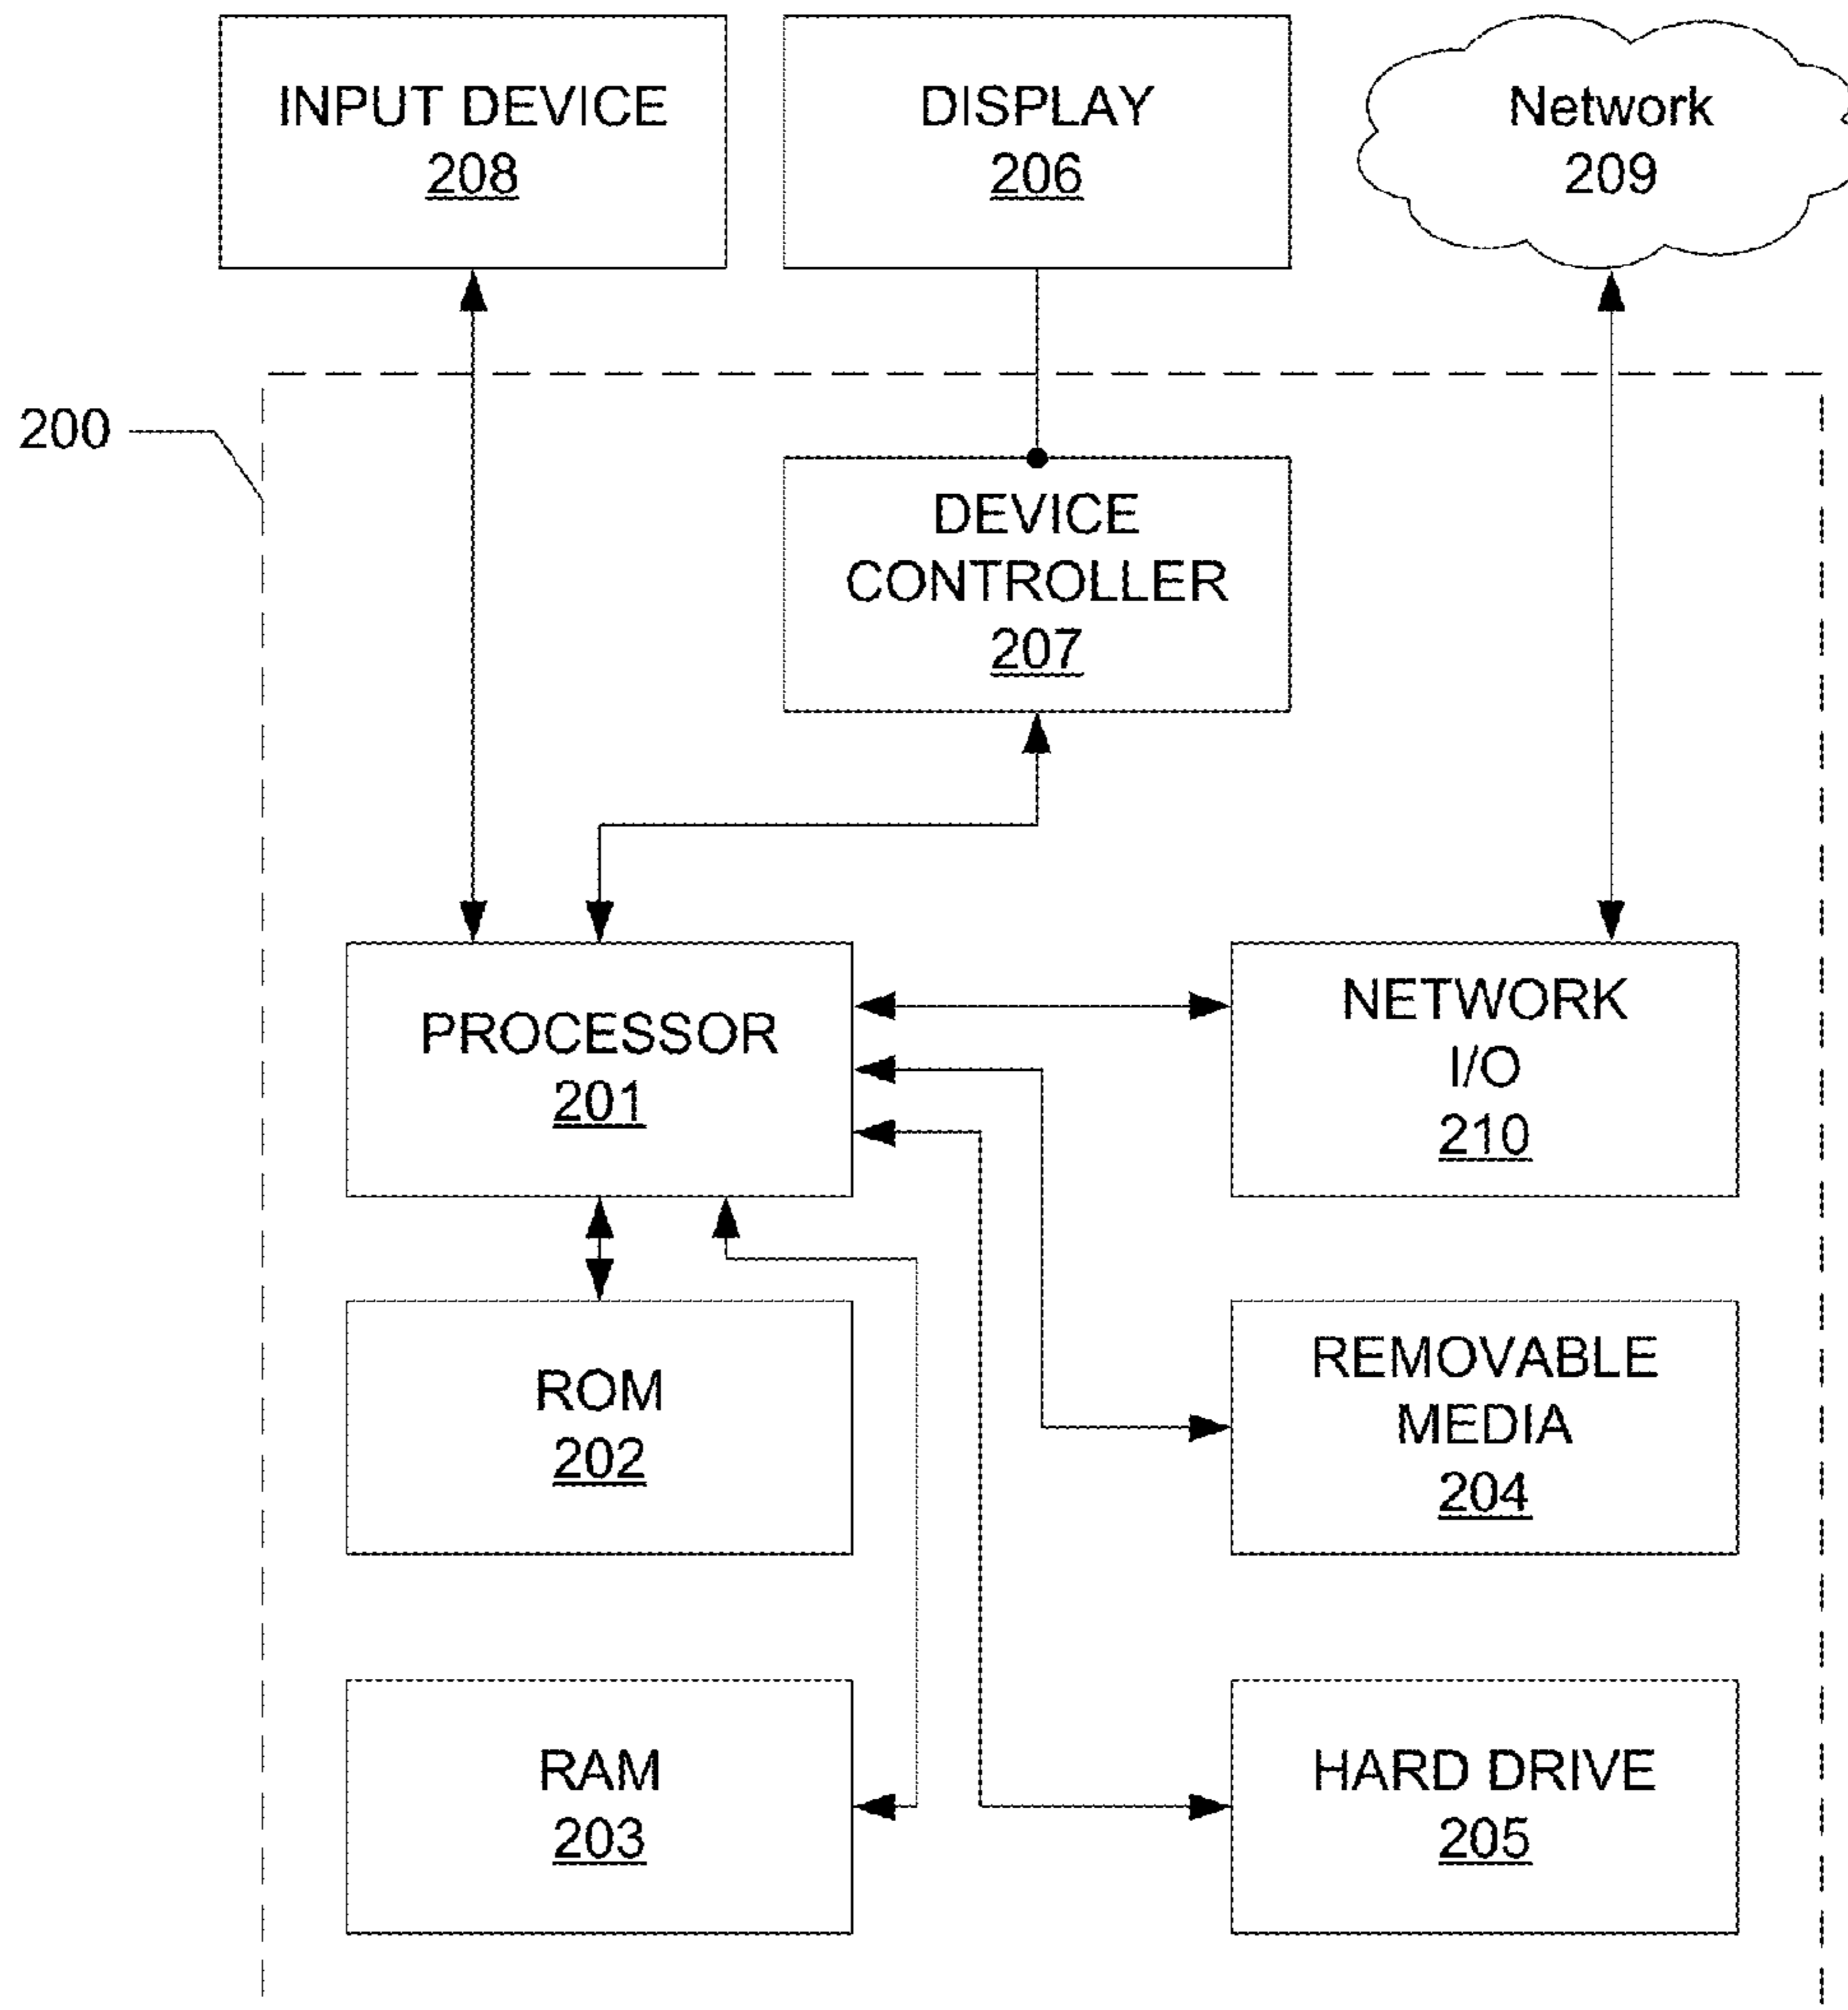 INPUT DEVICE
208
DISPLAY
206
Network
209
200
DEVICE
CONTROLLER
207
PROCESSOR
201
NETWORK
I/O
210
ROM
202
REMOVABLE
MEDIA
204
RAM
203
HARD DRIVE
205